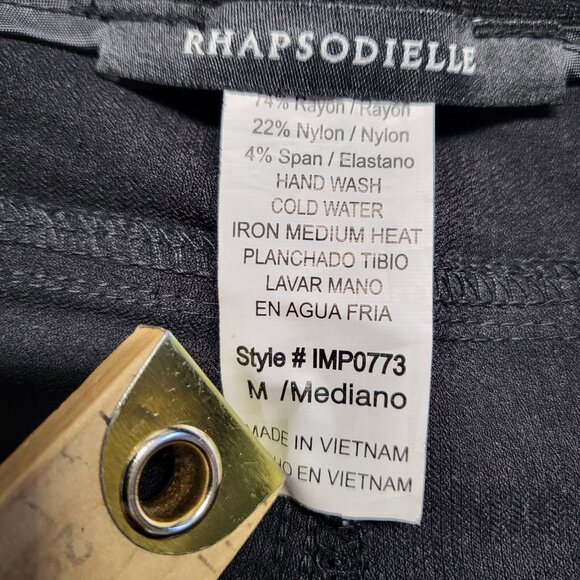 RHAPSODIELLE
74% Rayon / Rayon
22% Nylon / Nylon
4% Span / Elastano
HAND WASH
COLD WATER
IRON MEDIUM HEAT
PLANCHADO TIBIO
LAVAR MANO
EN AGUA FRIA
Style # IMP0773
M /Mediano
MADE IN VIETNAM
EN VIETNAM